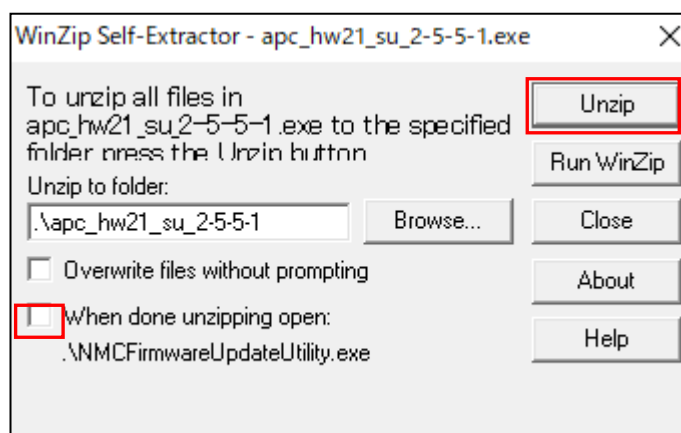 WinZip Self-Extractor - apc_hw21_su_2-5-5-1.exe
To unzip all files in
apc_hw21_su_2-5-5-1.exe to the specified
folder press the Unzip button
Unzip
Run WinZip
Unzip to folder:
.\apc_hw21_su_2-5-5-1
Browse...
Close
Overwrite files without prompting
About
When done unzipping open:
.\NMCFirmwareUpdateUtility.exe
Help